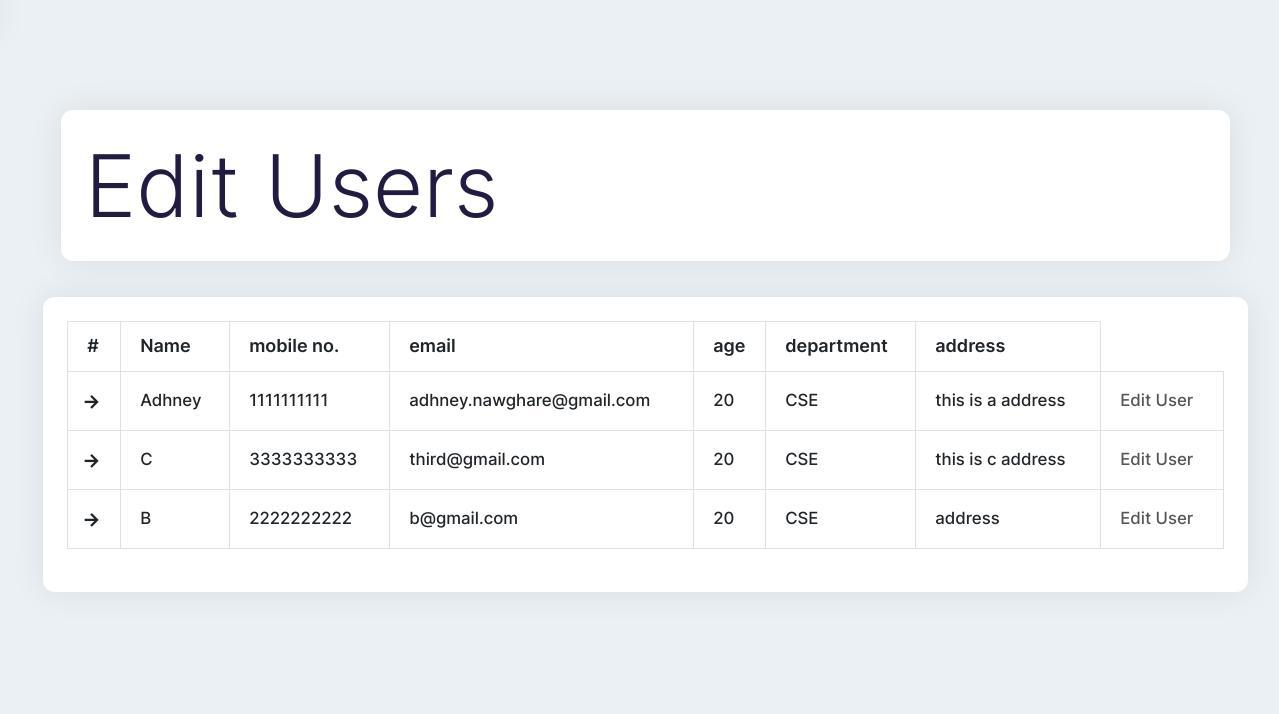 Edit Users
# Name mobile no. email age department address
→ Adhney 1111111111 adhney.nawghare@gmail.com 20 CSE this is a address Edit User
→ C 3333333333 third@gmail.com 20 CSE this is c address Edit User
→ B 2222222222 b@gmail.com 20 CSE address Edit User